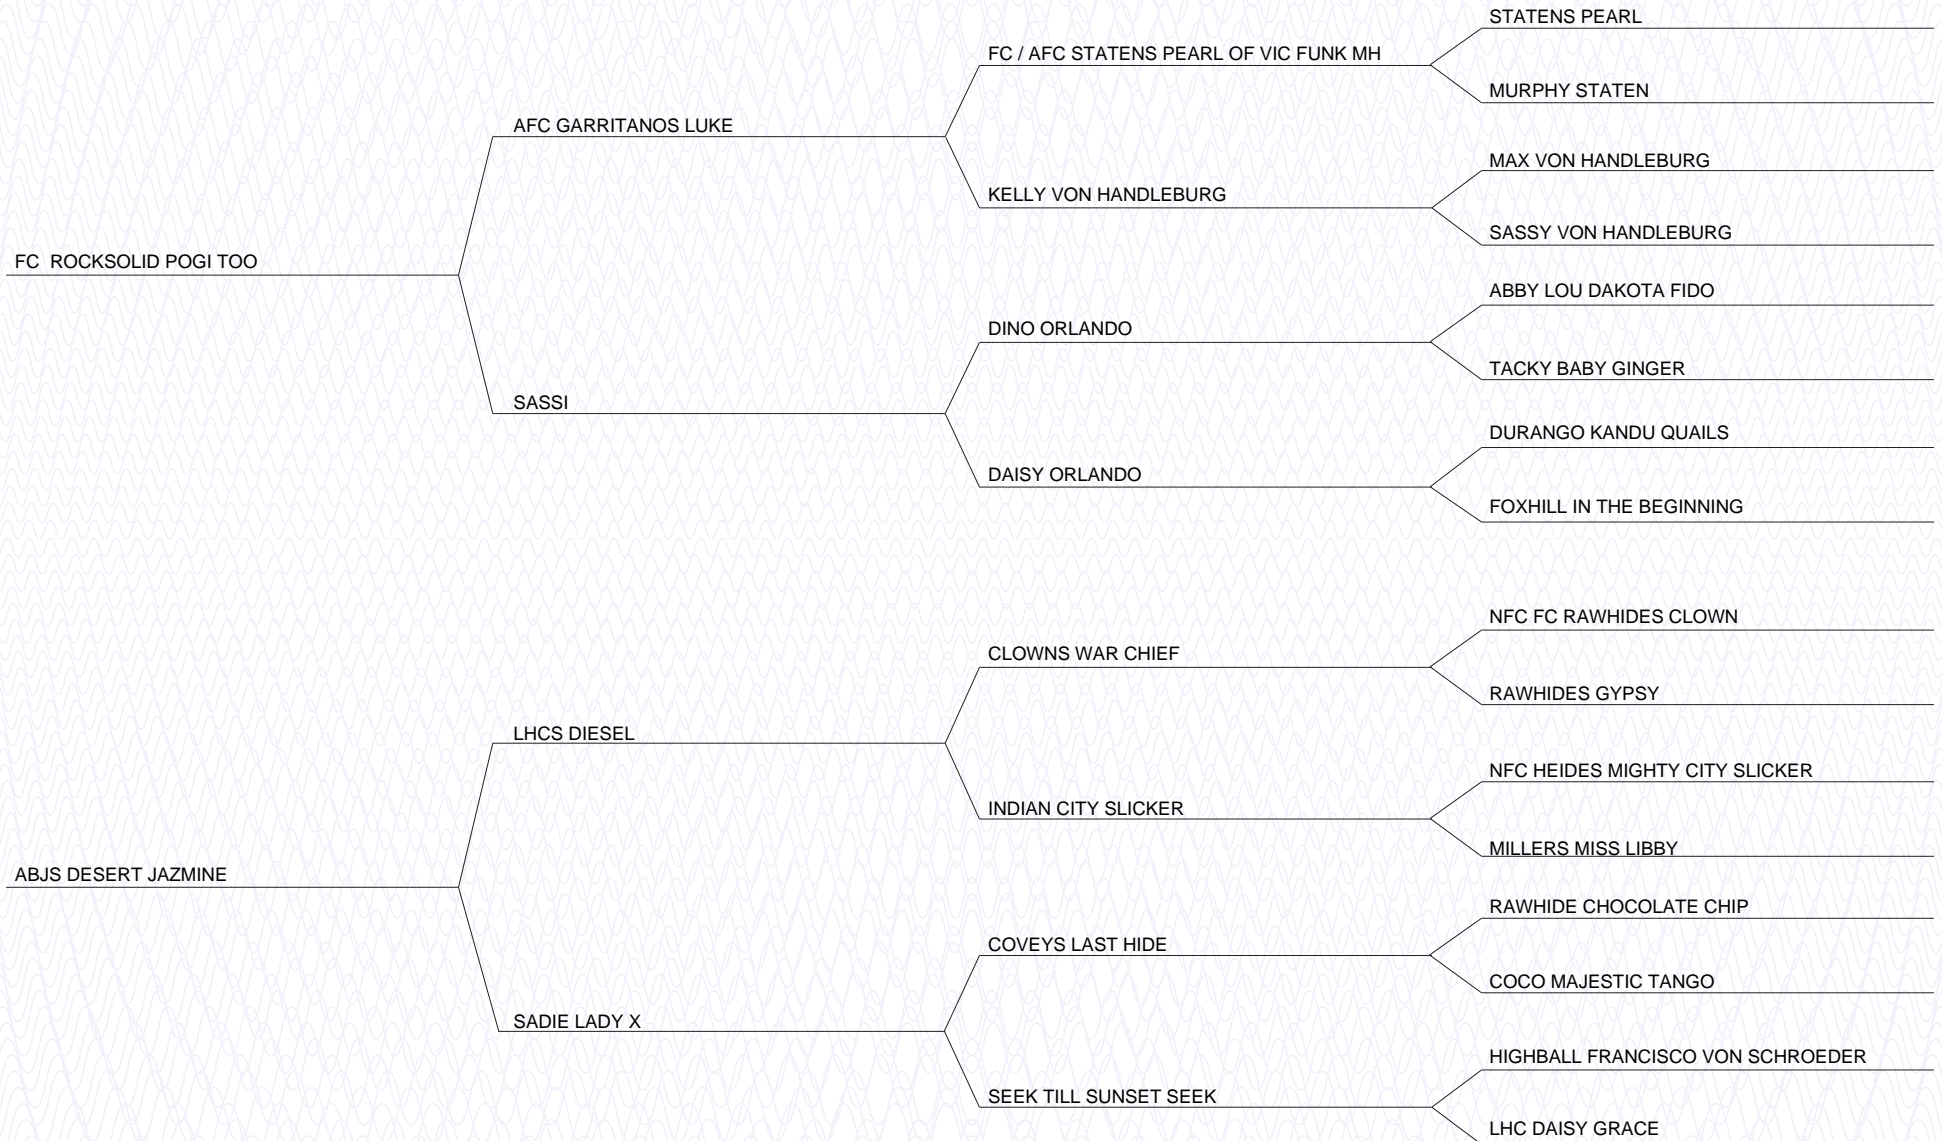 STATENS PEARL
FC / AFC STATENS PEARL OF VIC FUNK MH
MURPHY STATEN
AFC GARRITANOS LUKE
MAX VON HANDLEBURG
KELLY VON HANDLEBURG
SASSY VON HANDLEBURG
FC  ROCKSOLID POGI TOO
ABBY LOU DAKOTA FIDO
DINO ORLANDO
TACKY BABY GINGER
SASSI
DURANGO KANDU QUAILS
DAISY ORLANDO
FOXHILL IN THE BEGINNING
NFC FC RAWHIDES CLOWN
CLOWNS WAR CHIEF
RAWHIDES GYPSY
LHCS DIESEL
NFC HEIDES MIGHTY CITY SLICKER
INDIAN CITY SLICKER
MILLERS MISS LIBBY
ABJS DESERT JAZMINE
RAWHIDE CHOCOLATE CHIP
COVEYS LAST HIDE
COCO MAJESTIC TANGO
SADIE LADY X
HIGHBALL FRANCISCO VON SCHROEDER
SEEK TILL SUNSET SEEK
LHC DAISY GRACE